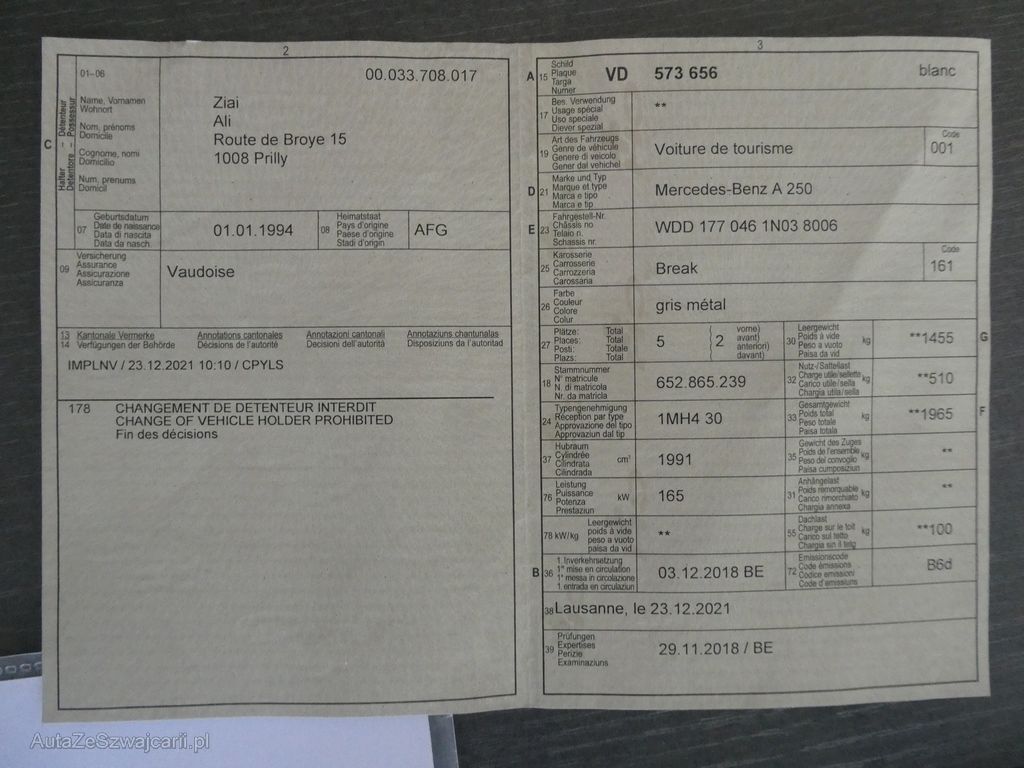 2
01–06
00.033.708.017
C
Halter – Détenteur
Detentore – Possessur
Name, Vornamen
Wohnort
Nom, prénoms
Domicile
Cognome, nomi
Domicilio
Num, prenums
Domicil
Ziai
Ali
Route de Broye 15
1008 Prilly
07
Geburtsdatum
Date de naissance
Data di nascita
Data da nasch.
01.01.1994
08
Heimatstaat
Pays d'origine
Paese d'origine
Stadi d'origin
AFG
09
Versicherung
Assurance
Assicurazione
Assicuranza
Vaudoise
13 Kantonale Vermerke Annotations cantonales Annotazioni cantonali Annotaziuns chantunalas
14 Verfügungen der Behörde Décisions de l'autorité Decisioni dell'autorità Disposiziuns da l'autoritad
IMPLNV / 23.12.2021 10:10 / CPYLS
178 CHANGEMENT DE DETENTEUR INTERDIT
CHANGE OF VEHICLE HOLDER PROHIBITED
Fin des décisions
3
A 15
Schild
Plaque
Targa
Numer
VD 573 656 blanc
17
Bes. Verwendung
Usage spécial
Uso speciale
Diever spezial
**
19
Art des Fahrzeugs
Genre de véhicule
Genere di veicolo
Gener dal vehichel
Voiture de tourisme
Code
001
D 21
Marke und Typ
Marque et type
Marca e tipo
Marca e tip
Mercedes-Benz A 250
E 23
Fahrgestell-Nr.
Châssis no
Telaio n.
Schassis nr.
WDD 177 046 1N03 8006
25
Karosserie
Carrosserie
Carrozzeria
Carossaria
Break
Code
161
26
Farbe
Couleur
Colore
Colur
gris métal
27
Plätze: Total
Places: Total
Posti: Totale
Plazs: Total
5
2
vorne)
avant)
anteriori)
davant)
30
Leergewicht
Poids à vide
Peso a vuoto
Paisa da vid
kg
**1455
G
18
Stammnummer
N° matricule
N. di matricola
Nr. da matricla
652.865.239
32
Nutz-/Sattellast
Charge utile/sellette
Carico utile/sella
Chargia utila/sella
kg
**510
24
Typengenehmigung
Réception par type
Approvazione del tipo
Approvaziun dal tip
1MH4 30
33
Gesamtgewicht
Poids total
Peso totale
Paisa totala
kg
**1965
F
37
Hubraum
Cylindrée
Cilindrata
Cilindrada
cm³
1991
35
Gewicht des Zuges
Poids de l'ensemble
Peso del convoglio
Paisa cumposiziun
kg
**
76
Leistung
Puissance
Potenza
Prestaziun
kW
165
31
Anhängelast
Poids remorquable
Carico rimorchiato
Chargia annexa
kg
**
78 kW/kg
Leergewicht
poids à vide
peso a vuoto
paisa da vid
**
55
Dachlast
Charge sur le toit
Carico sul tetto
Chargia sin il tetg
kg
**100
B 36
1. Inverkehrsetzung
1re mise en circulation
1a messa in circolazione
1. entrada en circulaziun
03.12.2018 BE
72
Emissionscode
Code émissions
Codice emissioni
Code d'emissiuns
B6d
38 Lausanne, le 23.12.2021
39
Prüfungen
Expertises
Perizie
Examinaziuns
29.11.2018 / BE
AutaZeSzwajcarii.pl